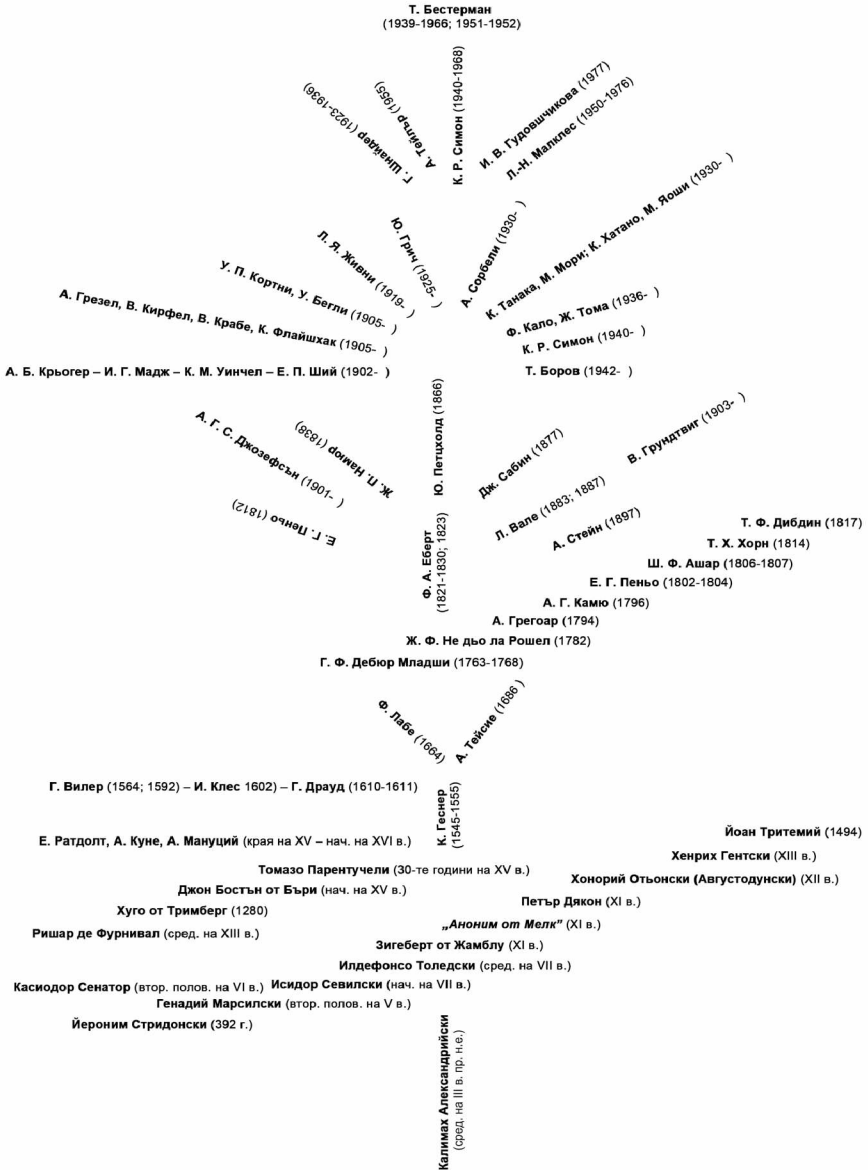 Т. Бестерман
(1939-1966; 1951-1952)
Г. Шнайдер (1923-1936)
А. Тейлър (1955)
К. Р. Симон (1940-1968)
И. В. Гудовшчикова (1977)
Л.-Н. Малклес (1950-1976)
А. Грезел, В. Кирфел, В. Крабе, К. Флайшхак (1905- )
У. П. Кортни, У. Бегли (1905- )
Л. Я. Живни (1919- )
Ю. Грич (1925- )
А. Сорбели (1930- )
К. Танака, М. Мори; К. Хатано, М. Яоши (1930- )
Ф. Кало, Ж. Тома (1936- )
К. Р. Симон (1940- )
А. Б. Крьогер – И. Г. Мадж – К. М. Уинчел – Е. П. Ший (1902- )
Т. Боров (1942- )
А. Г. С. Джозефсън (1901- )
Ж. П. Намюр (1838)
Ю. Петцхолд (1866)
Дж. Сабин (1877)
В. Грундтвиг (1903- )
Е. Г. Пеньо (1812)
Ф. А. Еберт
(1821-1830; 1823)
Л. Вале (1883; 1887)
А. Стейн (1897)
Т. Ф. Дибдин (1817)
Т. Х. Хорн (1814)
Ш. Ф. Ашар (1806-1807)
Е. Г. Пеньо (1802-1804)
А. Г. Камю (1796)
А. Грегоар (1794)
Ж. Ф. Не дьо ла Рошел (1782)
Г. Ф. Дебюр Младши (1763-1768)
Ф. Лабе (1664)
А. Тейсие (1686 )
Г. Вилер (1564; 1592) – И. Клес 1602) – Г. Драуд (1610-1611)
К. Геснер
(1545-1555)
Йоан Тритемий (1494)
Е. Ратдолт, А. Куне, А. Мануций (края на XV – нач. на XVI в.)
Хенрих Гентски (XIII в.)
Томазо Парентучели (30-те години на XV в.)
Хонорий Отьонски (Августодунски) (XII в.)
Джон Бостън от Бъри (нач. на XV в.)
Петър Дякон (XI в.)
Хуго от Тримберг (1280)
„Аноним от Мелк” (XI в.)
Ришар де Фурнивал (сред. на XIII в.)
Зигеберт от Жамблу (XI в.)
Илдефонсо Толедски (сред. на VII в.)
Касиодор Сенатор (втор. полов. на VI в.)
Исидор Севилски (нач. на VII в.)
Генадий Марсилски (втор. полов. на V в.)
Йероним Стридонски (392 г.)
Калимах Александрийски
(сред. на III в. пр. н.е.)